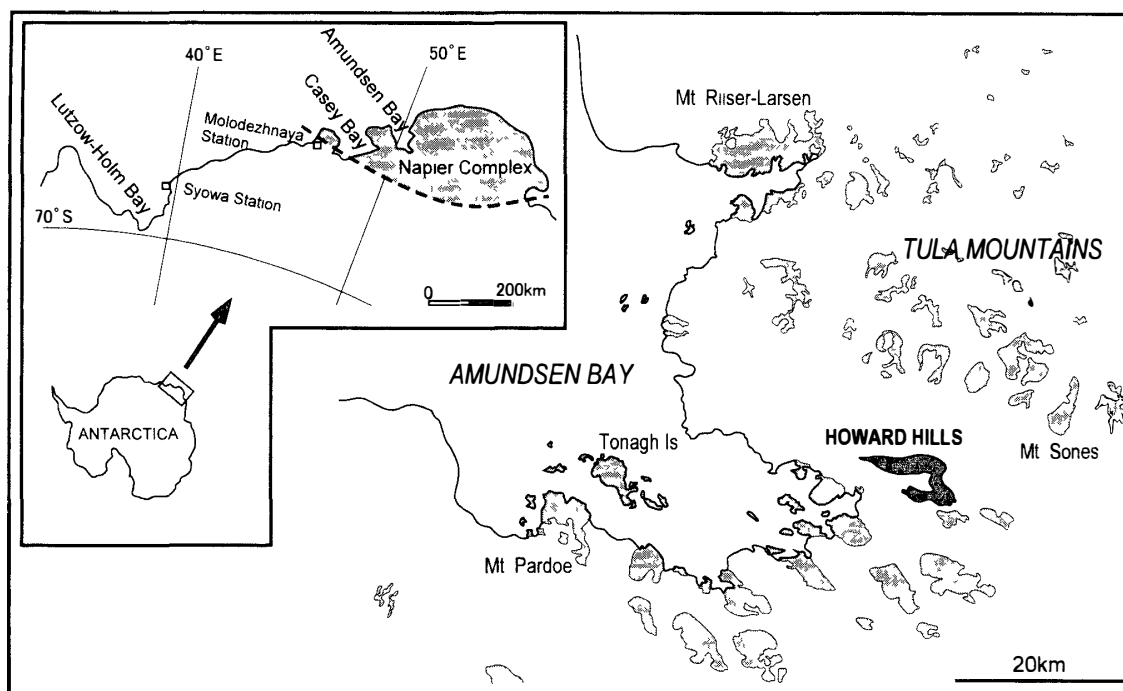 40°E
50°E
Amundsen Bay
Casey Bay
Lutzow-Holm Bay
Molodezhnaya
Station
Napier Complex
Syowa Station
70°S
0 200km
ANTARCTICA
Mt Riiser-Larsen
TULA MOUNTAINS
AMUNDSEN BAY
HOWARD HILLS
Mt Sones
Tonagh Is
Mt Pardoe
20km